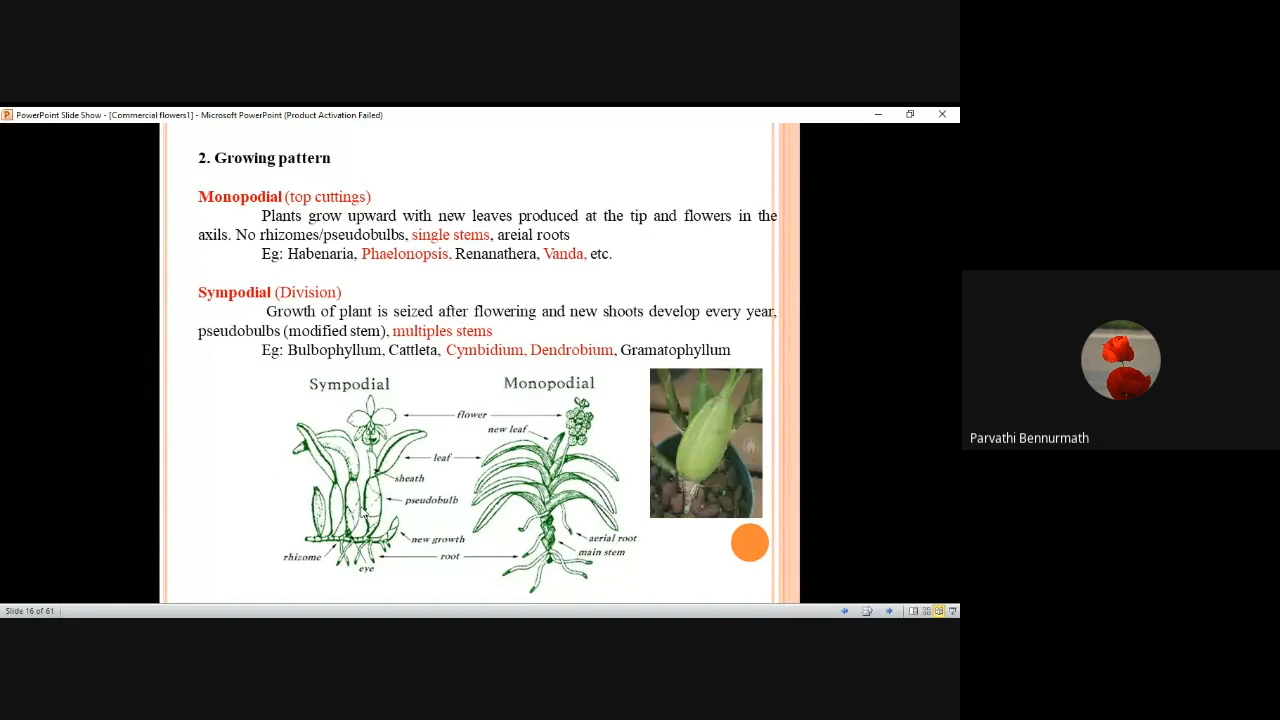 PowerPoint Slide Show - [Commercial flowers1] - Microsoft PowerPoint (Product Activation Failed)
2. Growing pattern
Monopodial (top cuttings)
Plants grow upward with new leaves produced at the tip and flowers in the
axils. No rhizomes/pseudobulbs, single stems, areial roots
Eg: Habenaria, Phaelonopsis, Renanathera, Vanda, etc.
Sympodial (Division)
Growth of plant is seized after flowering and new shoots develop every year,
pseudobulbs (modified stem), multiples stems
Eg: Bulbophyllum, Cattleta, Cymbidium, Dendrobium, Gramatophyllum
Sympodial
Monopodial
flower
new leaf
leaf
sheath
pseudobulb
new growth
aerial root
main stem
rhizome
root
eye
Parvathi Bennurmath
Slide 16 of 61